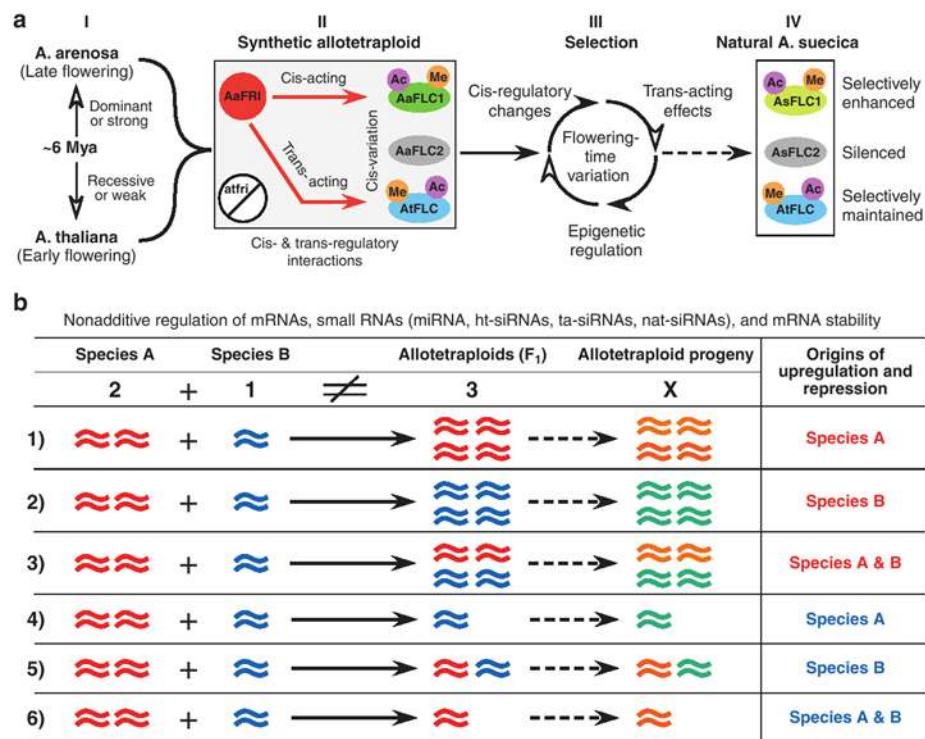 a
I
II
III
IV
A. arenosa
(Late flowering)
Dominant
or strong
~6 Mya
Recessive
or weak
A. thaliana
(Early flowering)
Synthetic allotetraploid
AaFRI
Cis-acting
Trans-
acting
Cis-variation
atfri
Ac
Me
AaFLC1
AaFLC2
Me
Ac
AtFLC
Cis- & trans-regulatory
interactions
Selection
Cis-regulatory
changes
Trans-acting
effects
Flowering-
time
variation
Epigenetic
regulation
Natural A. suecica
Ac
Me
AsFLC1
Selectively
enhanced
AsFLC2
Silenced
Me
Ac
AtFLC
Selectively
maintained
b
Nonadditive regulation of mRNAs, small RNAs (miRNA, ht-siRNAs, ta-siRNAs, nat-siRNAs), and mRNA stability
Species A Species B Allotetraploids (F1) Allotetraploid progeny
Origins of
upregulation and
repression
2 + 1 ≠ 3 X
1) + Species A
2) + Species B
3) + Species A & B
4) + Species A
5) + Species B
6) + Species A & B